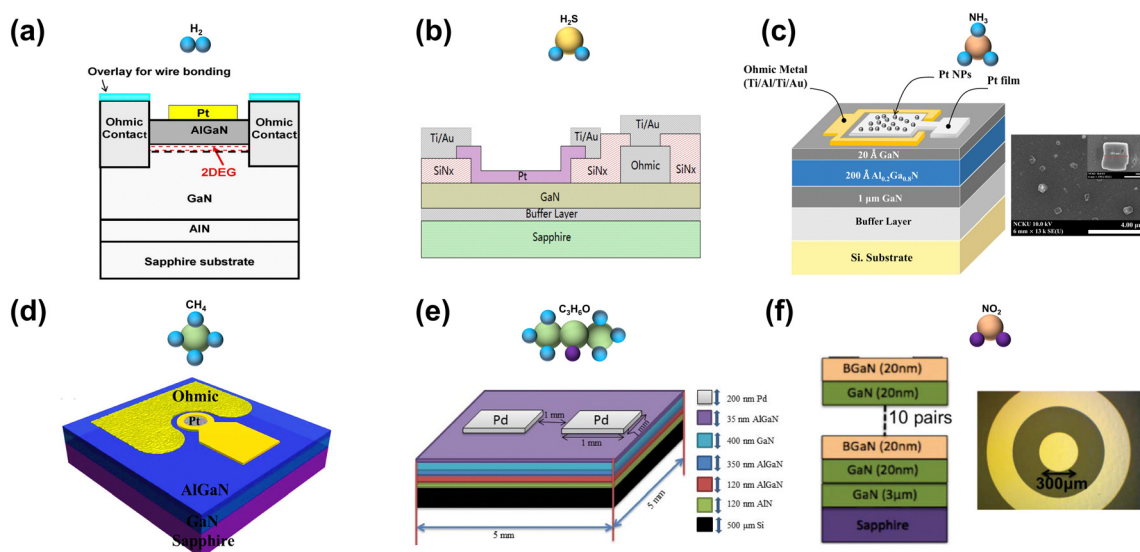 (a)
H₂
Overlay for wire bonding
Pt
Ohmic
Contact
AlGaN
Ohmic
Contact
2DEG
GaN
AlN
Sapphire substrate
(b)
H₂S
Ti/Au
Ti/Au
Ti/Au
SiNx
Pt
SiNx
Ohmic
SiNx
GaN
Buffer Layer
Sapphire
(c)
NH₃
Ohmic Metal
(Ti/Al/Ti/Au)
Pt NPs
Pt film
20 Å GaN
200 Å Al₀.₂Ga₀.₈N
1 µm GaN
Buffer Layer
Si. Substrate
NCKU 10.0 kV
6 mm × 13 k SE(U)
4.00 µm
(d)
CH₄
Ohmic
Pt
AlGaN
GaN
Sapphire
(e)
C₃H₆O
Pd
1 mm
Pd
1 mm
1 mm
5 mm
5 mm
200 nm Pd
35 nm AlGaN
400 nm GaN
350 nm AlGaN
120 nm AlGaN
120 nm AlN
500 µm Si
(f)
NO₂
BGaN (20nm)
GaN (20nm)
10 pairs
BGaN (20nm)
GaN (20nm)
GaN (3µm)
Sapphire
300µm